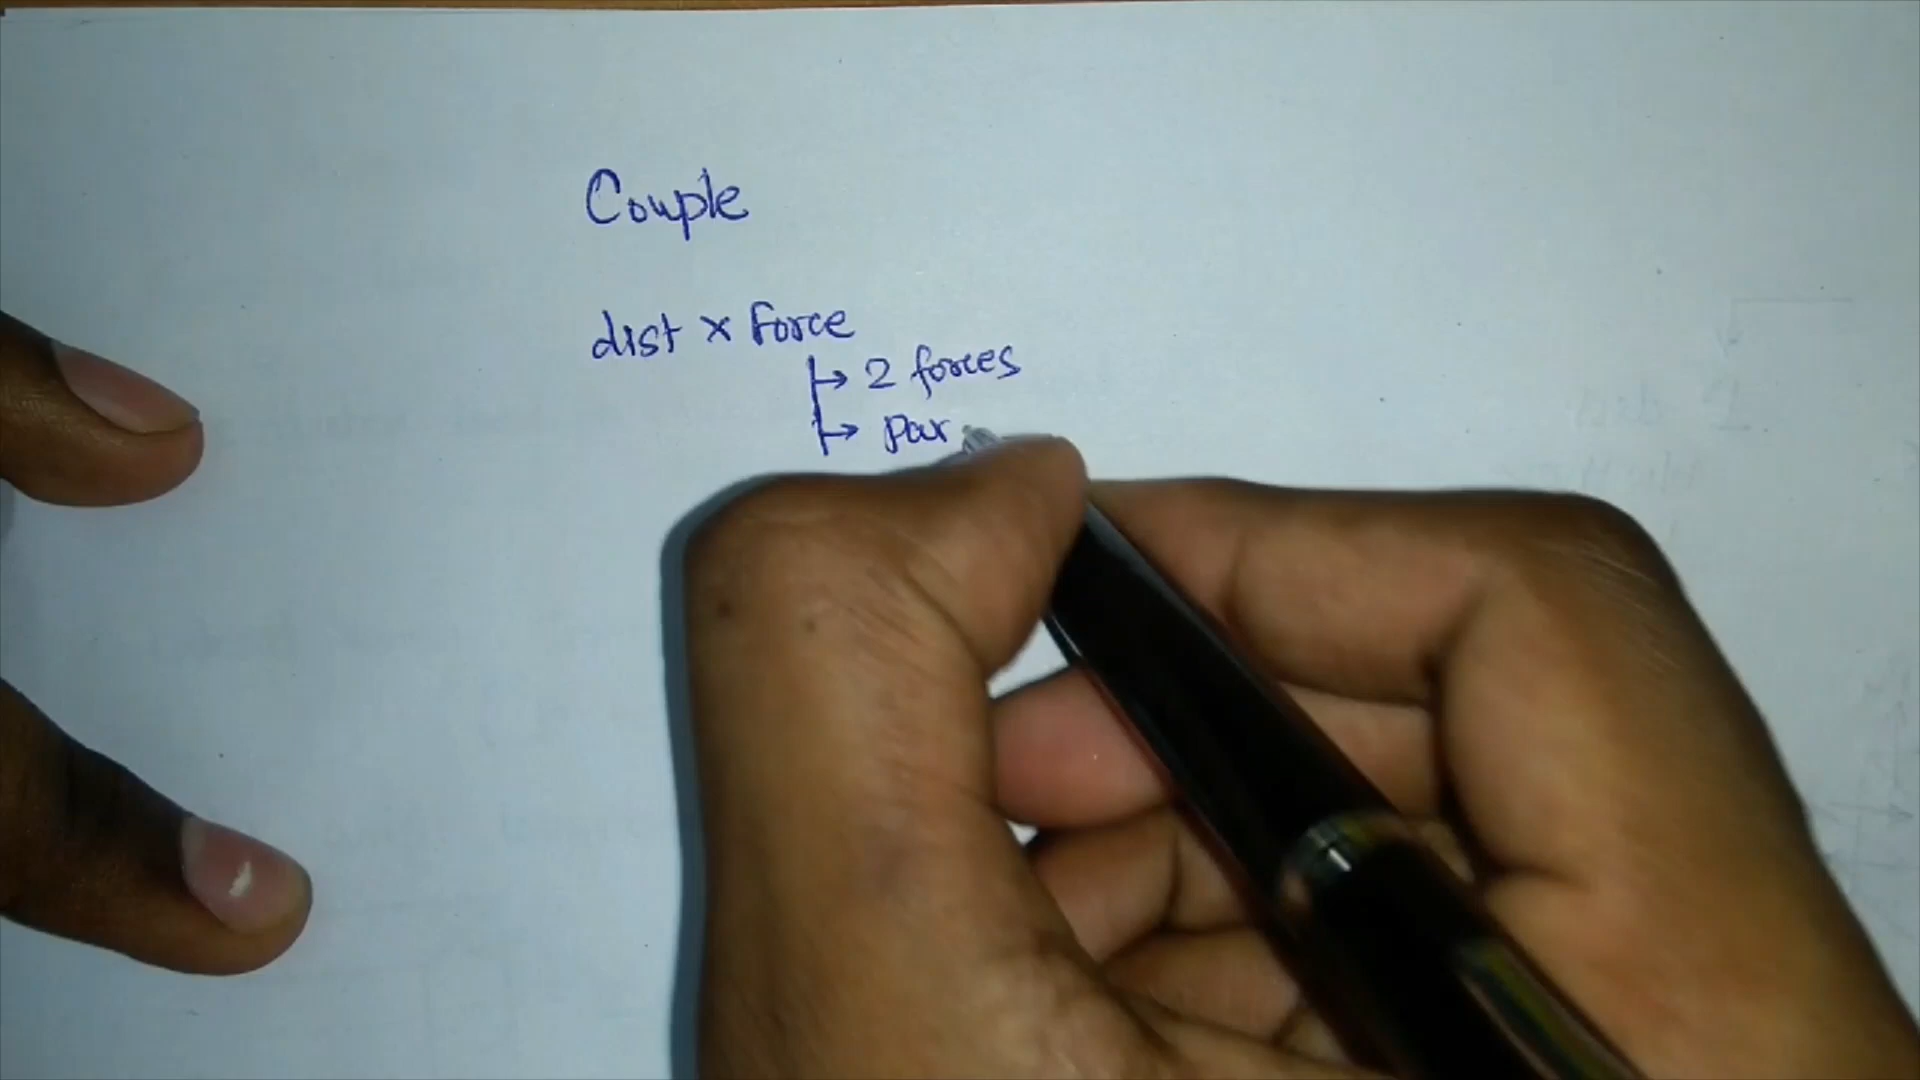 Couple
dist x Force
→ 2 forces
→ Par